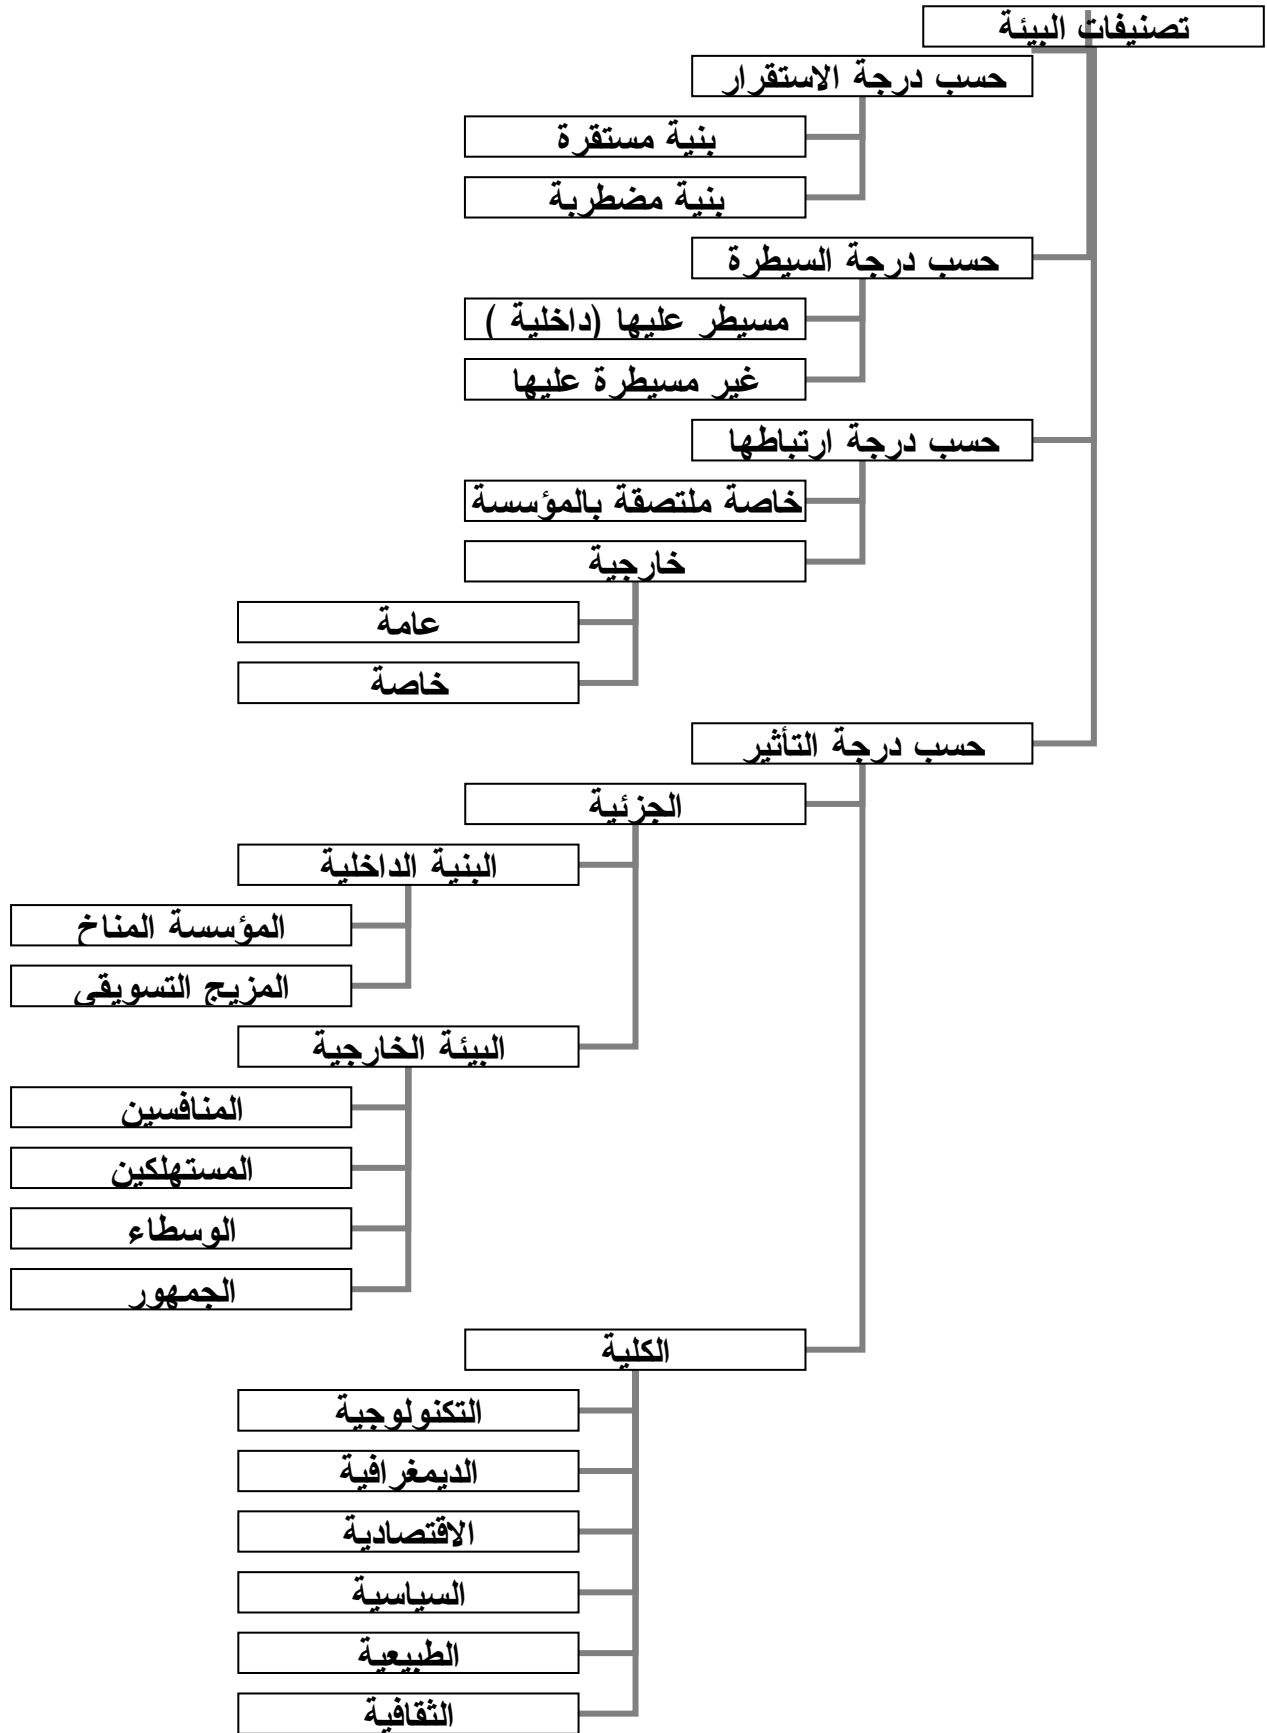 تصنيفات البيئة
حسب درجة الاستقرار
بنية مستقرة
بنية مضطربة
حسب درجة السيطرة
مسيطر عليها (داخلية )
غير مسيطرة عليها
حسب درجة ارتباطها
خاصة ملتصقة بالمؤسسة
خارجية
عامة
خاصة
حسب درجة التأثير
الجزئية
البنية الداخلية
المؤسسة المناخ
المزيج التسويقي
البيئة الخارجية
المنافسين
المستهلكين
الوسطاء
الجمهور
الكلية
التكنولوجية
الديمغرافية
الاقتصادية
السياسية
الطبيعية
الثقافية